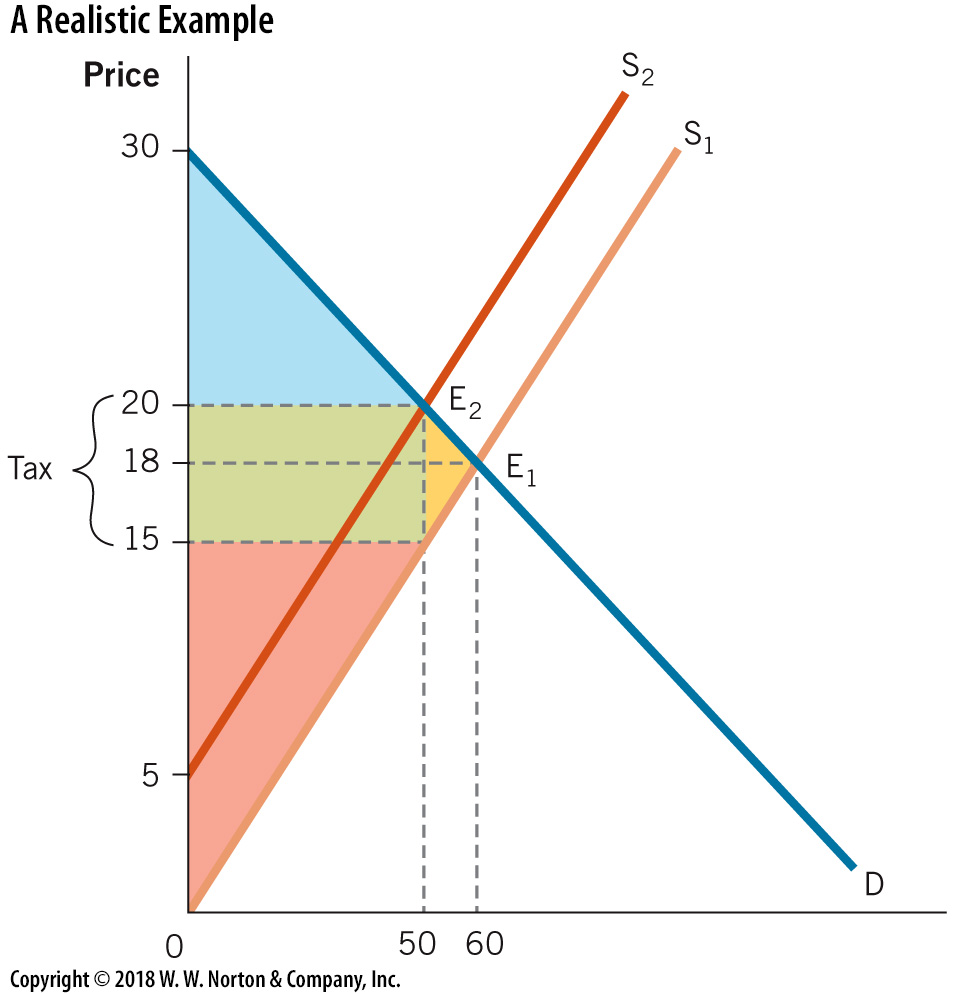 A Realistic Example
Price
S2
S1
30
20
E2
Tax
18
E1
15
5
D
0
50 60
Copyright © 2018 W. W. Norton & Company, Inc.